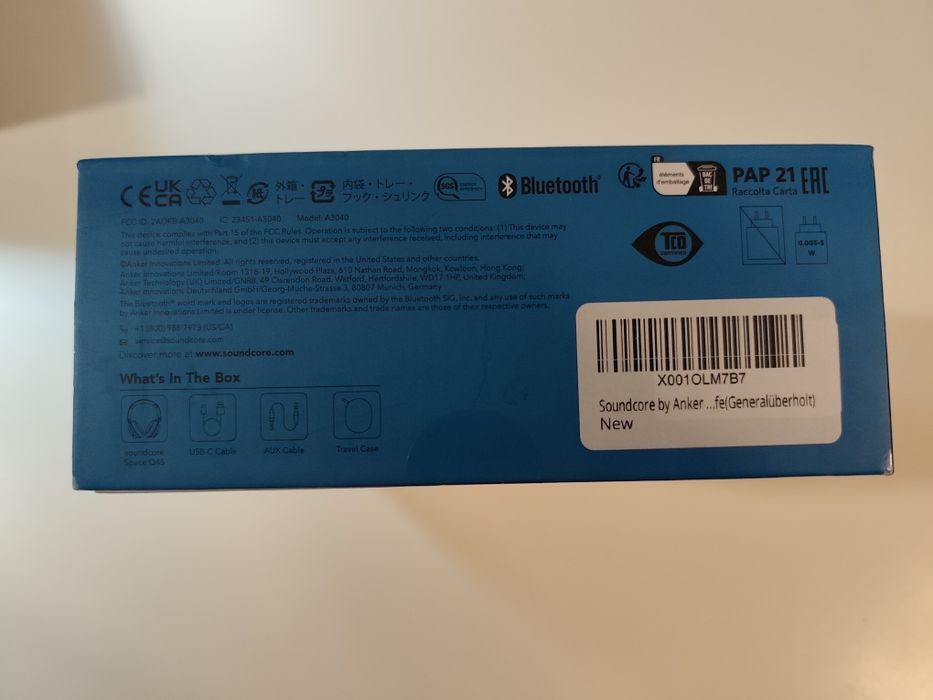 CE UK CA
外箱・
トレー
紙
プラ
内袋・トレー・
フック・シュリンク
SGS
Bluetooth®
FR
éléments
d'emballage
BAC
DE
TRI
PAP 21
Raccolta Carta
EAC
FCC ID: 2AOKB-A3040 IC: 23451-A3040 Model: A3040
This device complies with Part 15 of the FCC Rules. Operation is subject to the following two conditions: (1) This device may
not cause harmful interference, and (2) this device must accept any interference received, including interference that may
cause undesired operation.
©Anker Innovations Limited. All rights reserved, registered in the United States and other countries.
Anker Innovations Limited/Room 1318-19, Hollywood Plaza, 610 Nathan Road, Mongkok, Kowloon, Hong Kong;
Anker Technology (UK) Limited/GNR8, 49 Clarendon Road, Watford, Hertfordshire, WD17 1HP, United Kingdom;
Anker Innovations Deutschland GmbH/Georg-Muche-Strasse 3, 80807 Munich, Germany
The Bluetooth® word mark and logos are registered trademarks owned by the Bluetooth SIG, Inc. and any use of such marks
by Anker Innovations Limited is under license. Other trademarks and trade names are those of their respective owners.
TCO
CERTIFIED
0.005-5
W
+1 (800) 988 7973 (US/CA)
service@soundcore.com
Discover more at www.soundcore.com
What's In The Box
soundcore
Space Q45
USB-C Cable
AUX Cable
Travel Case
X001OLM7B7
Soundcore by Anker ...fe(Generalüberholt)
New